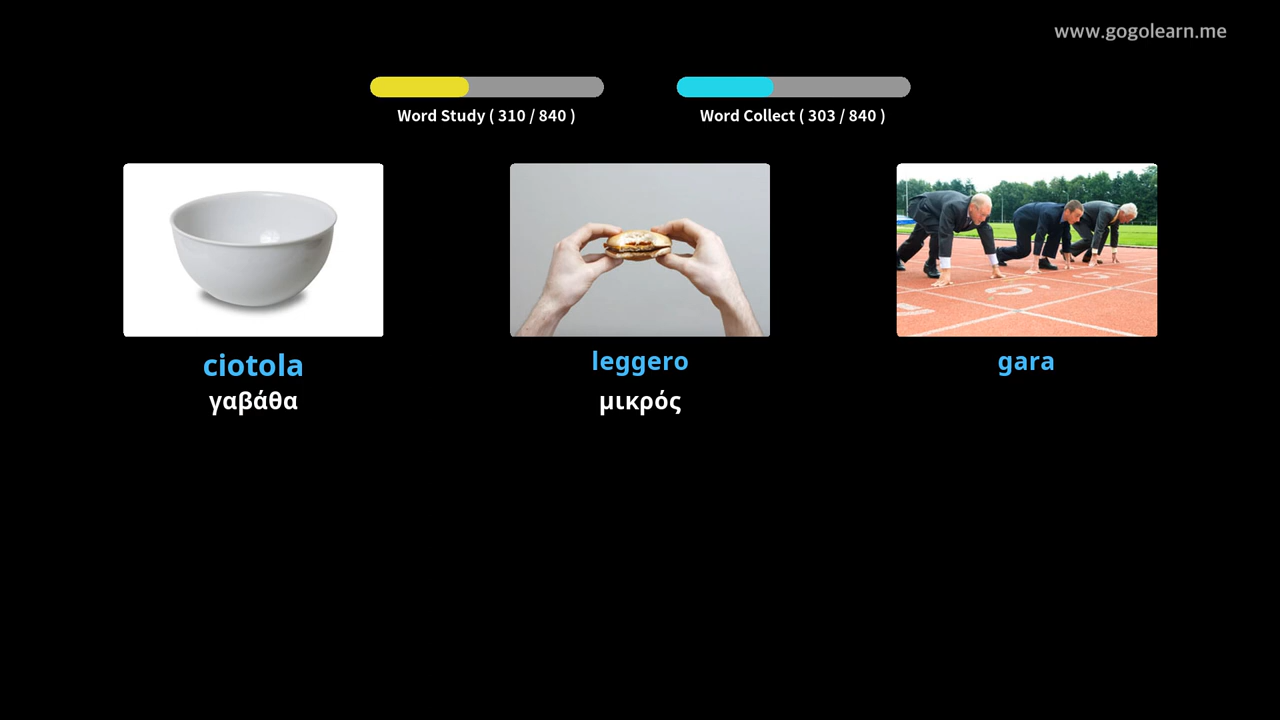 www.gogolearn.me
Word Study ( 310 / 840 )
Word Collect ( 303 / 840 )
ciotola
γαβάθα
leggero
μικρός
gara